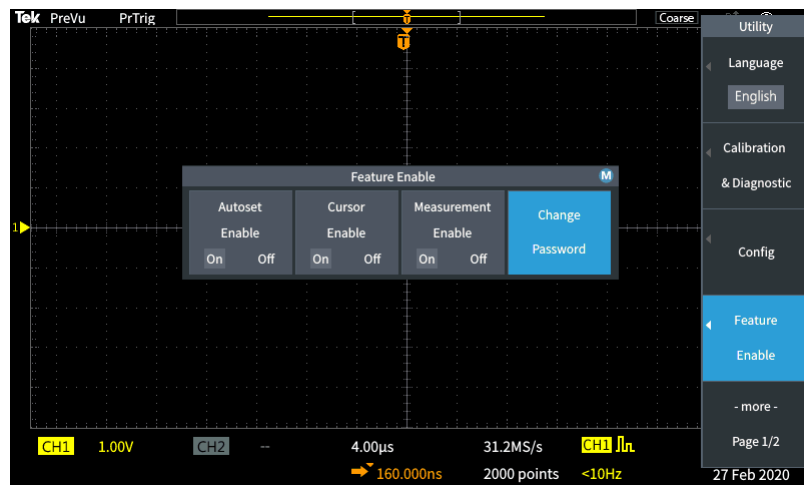 Tek PreVu PrTrig
T
Coarse
Utility
T
Language
English
Calibration
& Diagnostic
Feature Enable
M
Autoset
Enable
On Off
Cursor
Enable
On Off
Measurement
Enable
On Off
Change
Password
1
Config
Feature
Enable
- more -
Page 1/2
CH1 1.00V CH2 -- 4.00µs 31.2MS/s CH1
160.000ns 2000 points <10Hz 27 Feb 2020